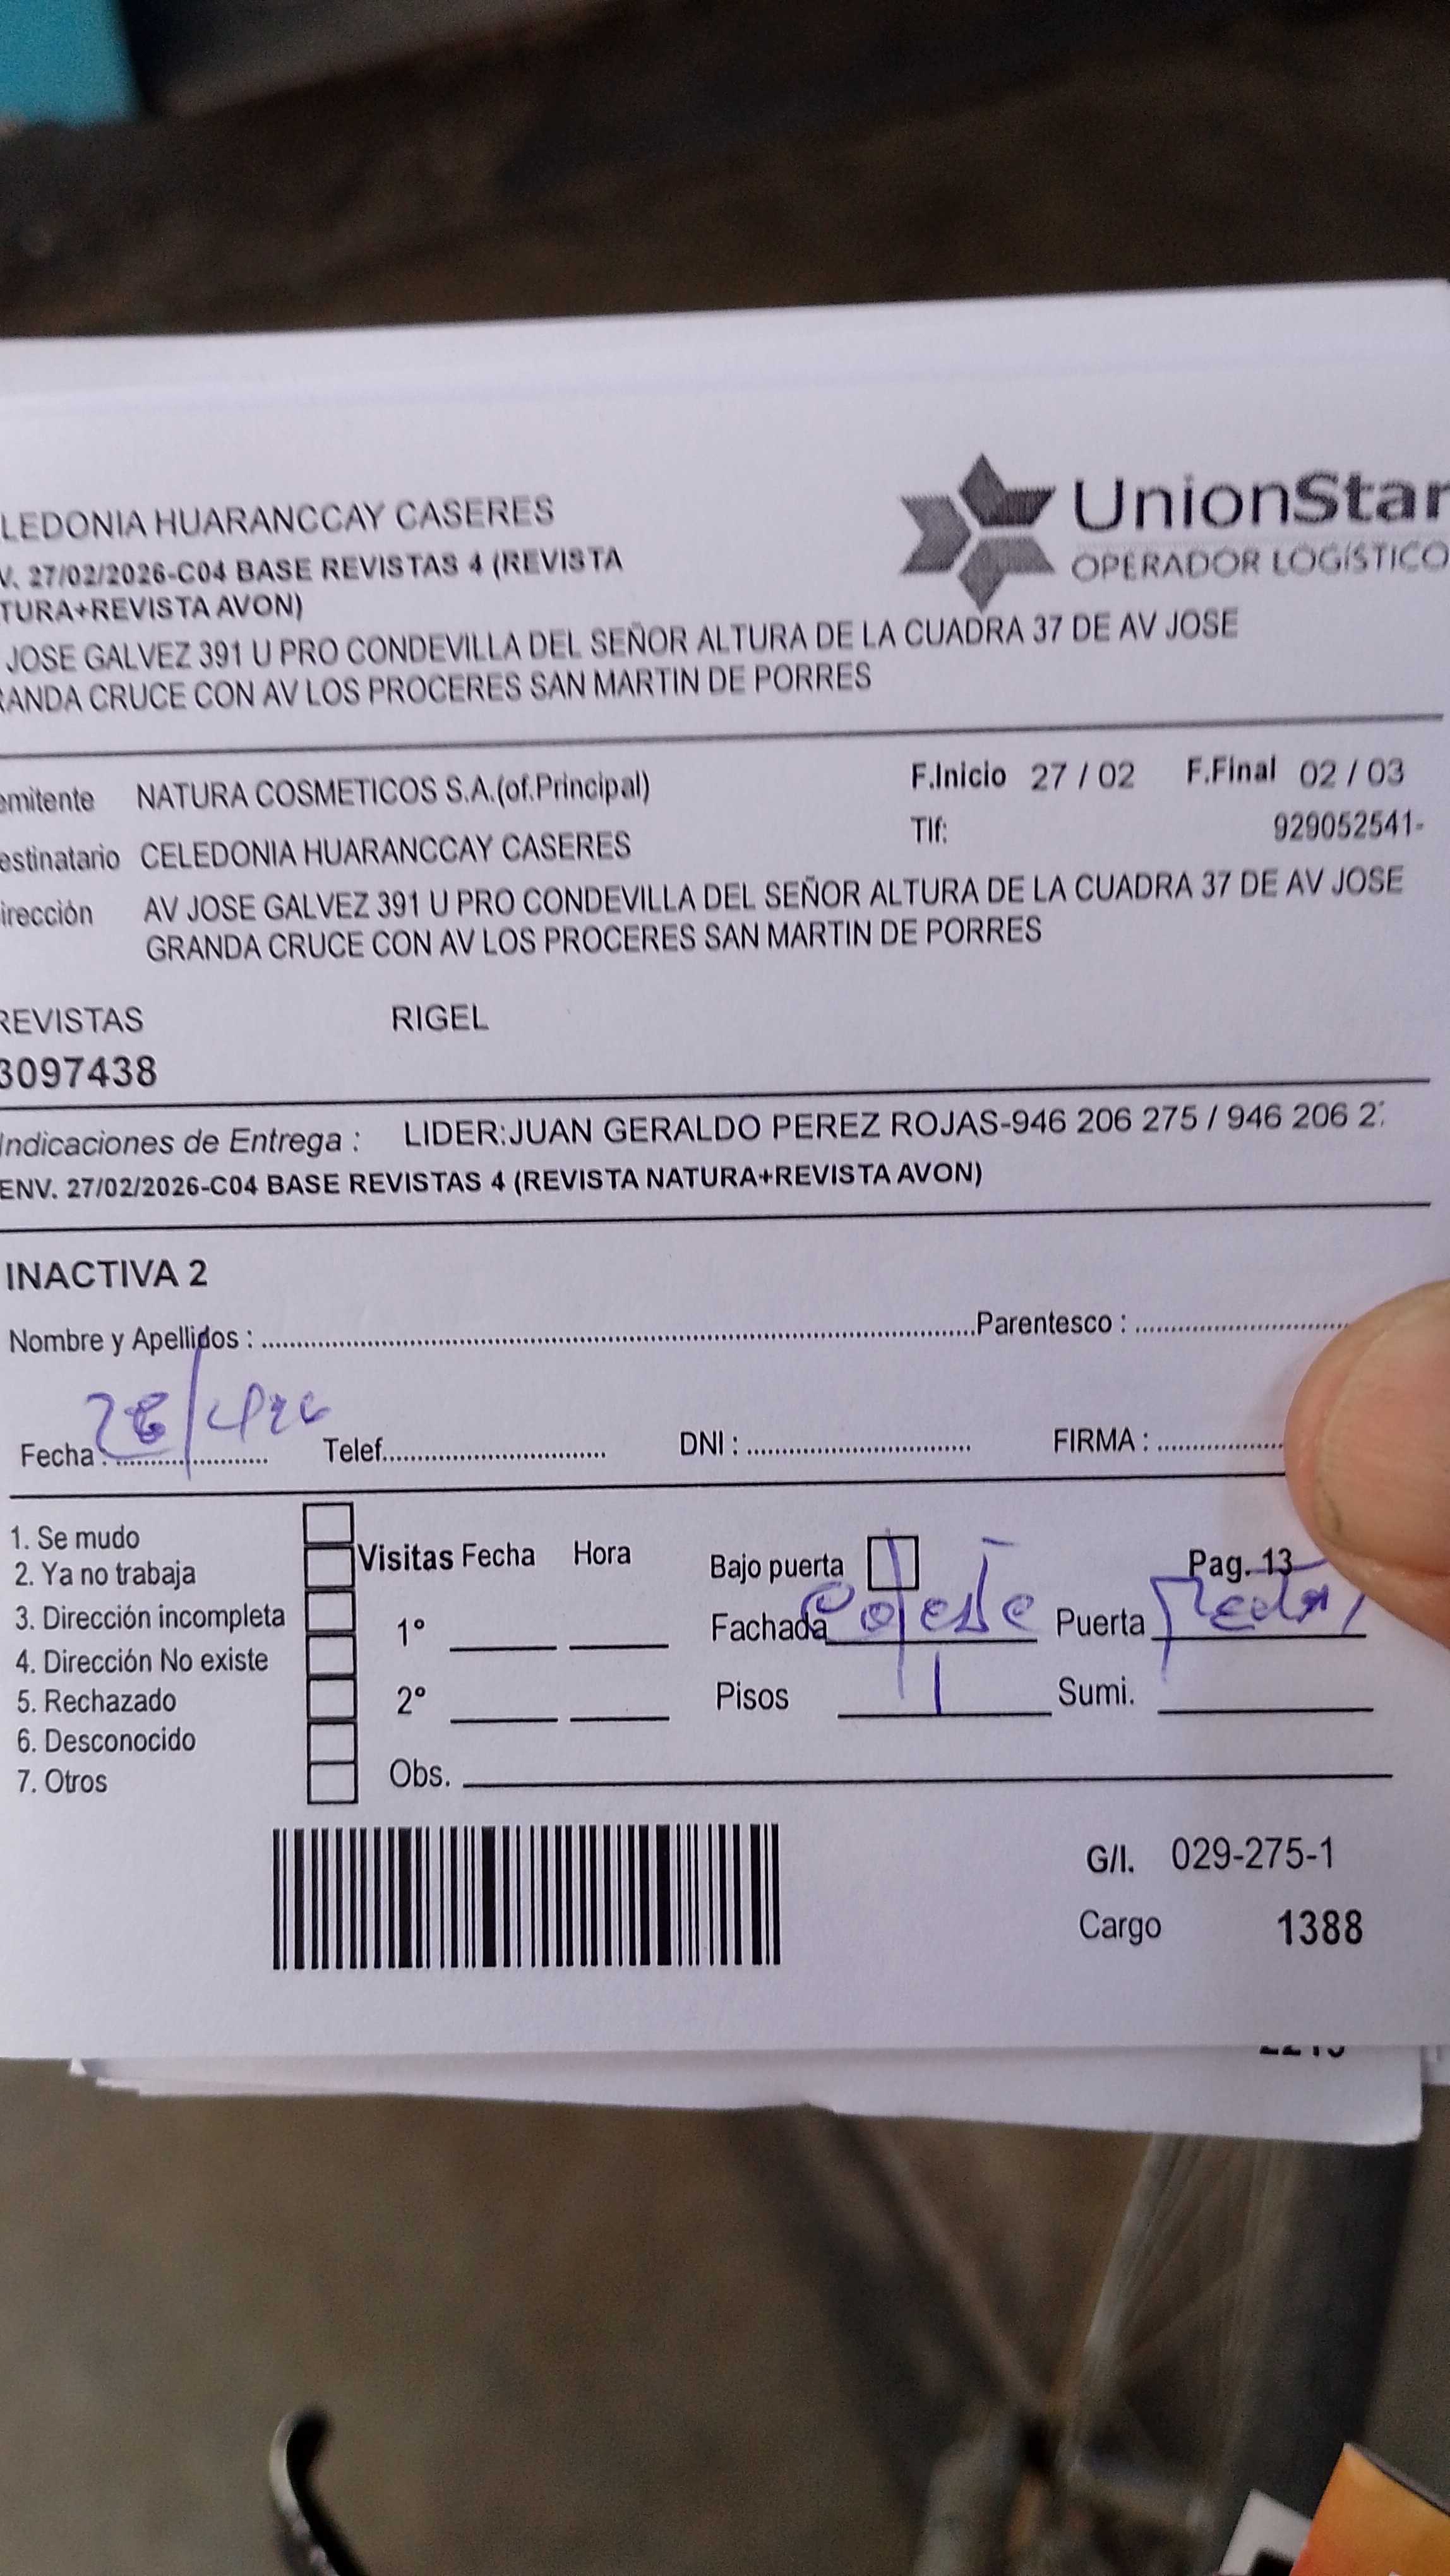 LEDONIA HUARANCCAY CASERES
V. 27/02/2026-C04 BASE REVISTAS 4 (REVISTA
TURA+REVISTA AVON)
JOSE GALVEZ 391 U PRO CONDEVILLA DEL SEÑOR ALTURA DE LA CUADRA 37 DE AV JOSE
RANDA CRUCE CON AV LOS PROCERES SAN MARTIN DE PORRES
UnionStar
OPERADOR LOGÍSTICO
emitente NATURA COSMETICOS S.A.(of.Principal)
F.Inicio 27 / 02 F.Final 02 / 03
estinatario CELEDONIA HUARANCCAY CASERES
Tlf: 929052541-
irección AV JOSE GALVEZ 391 U PRO CONDEVILLA DEL SEÑOR ALTURA DE LA CUADRA 37 DE AV JOSE
GRANDA CRUCE CON AV LOS PROCERES SAN MARTIN DE PORRES
REVISTAS RIGEL
3097438
Indicaciones de Entrega : LIDER:JUAN GERALDO PEREZ ROJAS-946 206 275 / 946 206 2
ENV. 27/02/2026-C04 BASE REVISTAS 4 (REVISTA NATURA+REVISTA AVON)
INACTIVA 2
Nombre y Apellidos : Parentesco :
Fecha : Telef. DNI : FIRMA :
1. Se mudo
2. Ya no trabaja
3. Dirección incompleta
4. Dirección No existe
5. Rechazado
6. Desconocido
7. Otros
Visitas Fecha Hora
1º
2º
Obs.
Bajo puerta Pag. 13
Fachada Puerta
Pisos 1 Sumi.
G/I. 029-275-1
Cargo 1388